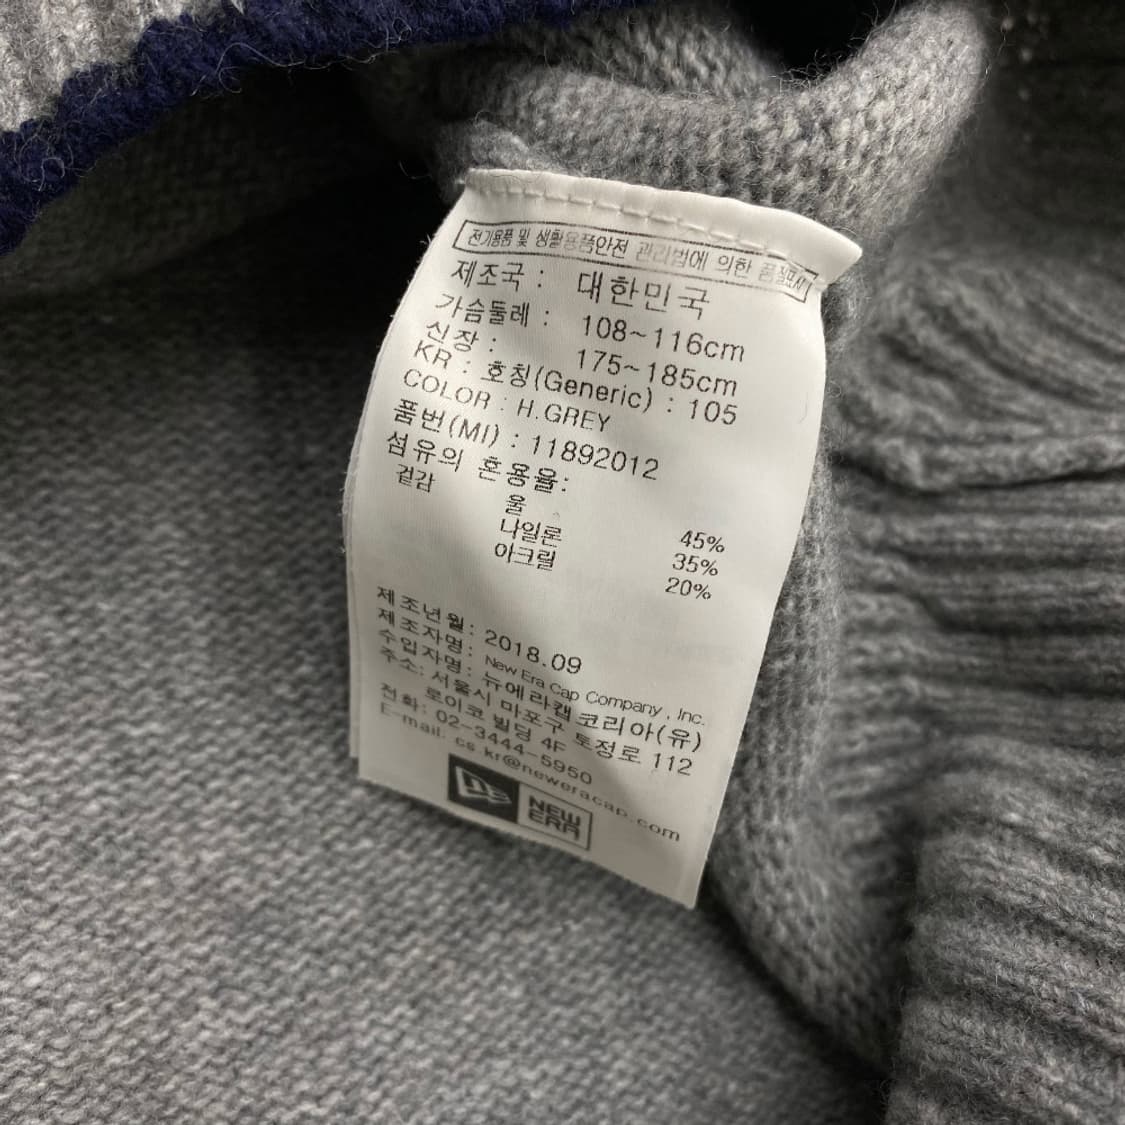 전기용품 및 생활용품안전 관리법에 의한 품질표시
제조국 : 대한민국
가슴둘레 : 108~116cm
신장 : 175~185cm
KR : 호칭(Generic) : 105
COLOR : H.GREY
품번(MI) : 11892012
섬유의 혼용율:
겉감 울 45%
나일론 35%
아크릴 20%
제조년월: 2018.09
제조자명: New Era Cap Company, Inc.
수입자명: 뉴에라캡코리아(유)
주소: 서울시 마포구 토정로 112
로이코 빌딩 4F
전화: 02-3444-5950
E-mail: cs.kr@neweracap.com
NEW
ERA